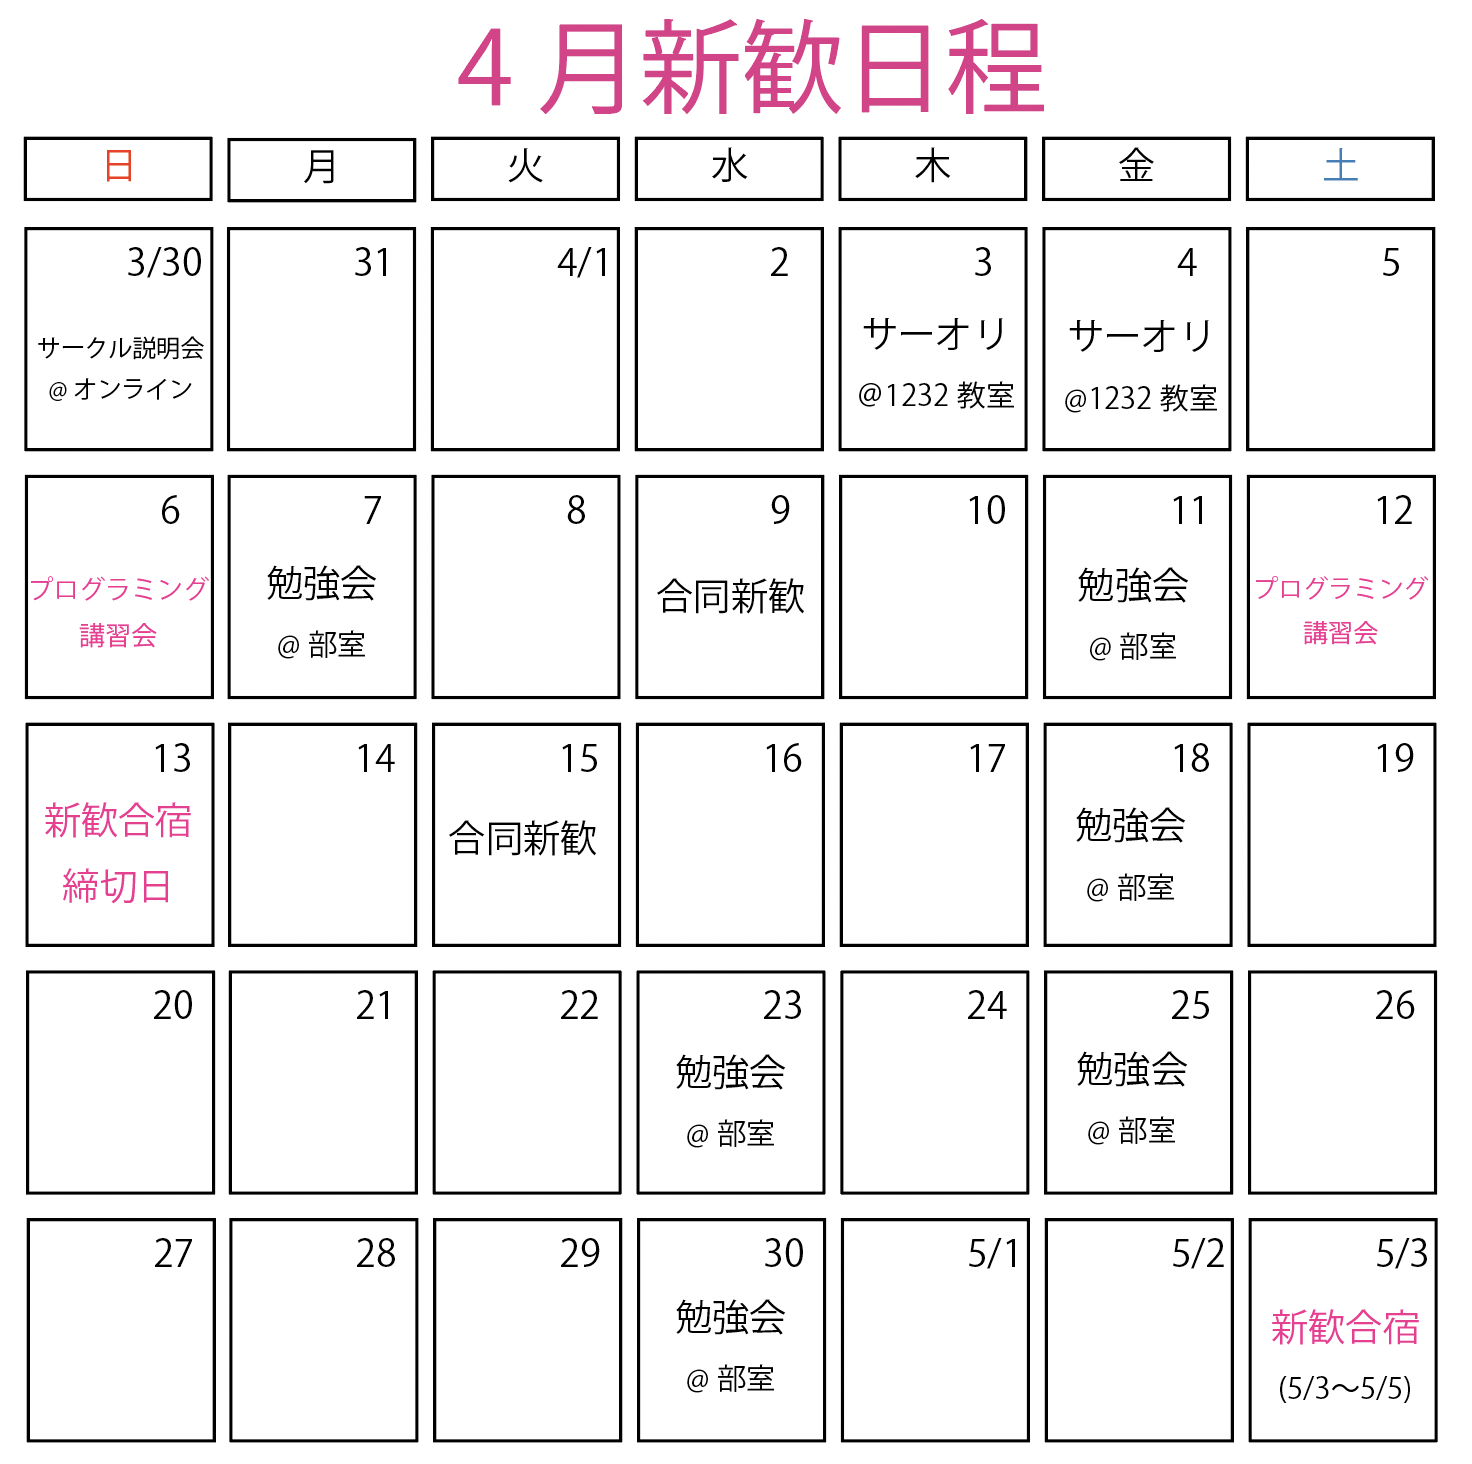 4月新歓日程
日 月 火 水 木 金 土
3/30 31 4/1 2 3 4 5
サークル説明会
@ オンライン
サーオリ
@1232 教室
サーオリ
@1232 教室
6 7 8 9 10 11 12
プログラミング
講習会
勉強会
@ 部室
合同新歓
勉強会
@ 部室
プログラミング
講習会
13 14 15 16 17 18 19
新歓合宿
締切日
合同新歓
勉強会
@ 部室
20 21 22 23 24 25 26
勉強会
@ 部室
勉強会
@ 部室
27 28 29 30 5/1 5/2 5/3
勉強会
@ 部室
新歓合宿
(5/3～5/5)